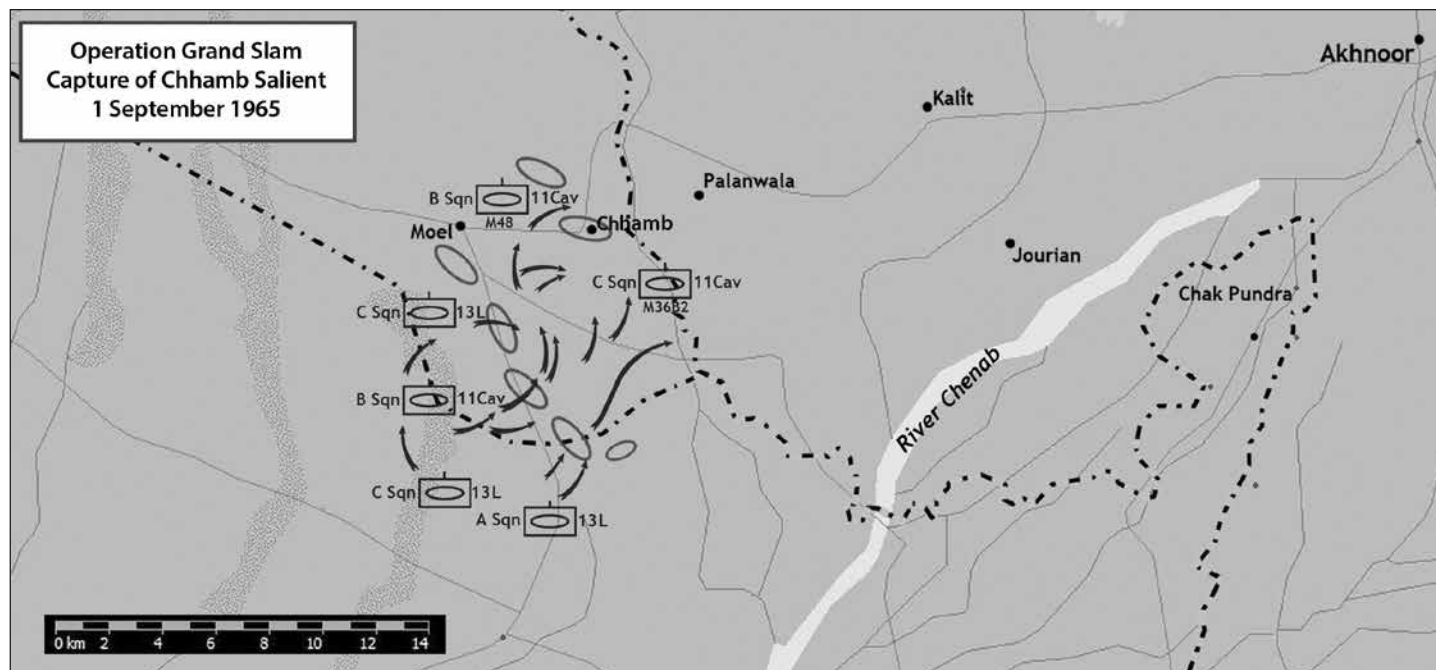 Operation Grand Slam
Capture of Chhamb Salient
1 September 1965
Akhnoor
Kalit
Palanwala
B Sqn 11Cav
M48
Moel
Chhamb
Jourian
C Sqn 11Cav
M36B2
Chak Pundra
C Sqn 13L
B Sqn 11Cav
River Chenab
C Sqn 13L
A Sqn 13L
0 km 2 4 6 8 10 12 14